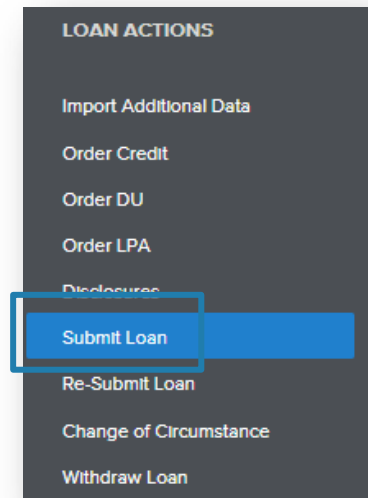 LOAN ACTIONS
Import Additional Data
Order Credit
Order DU
Order LPA
Disclosures
Submit Loan
Re-Submit Loan
Change of Circumstance
Withdraw Loan